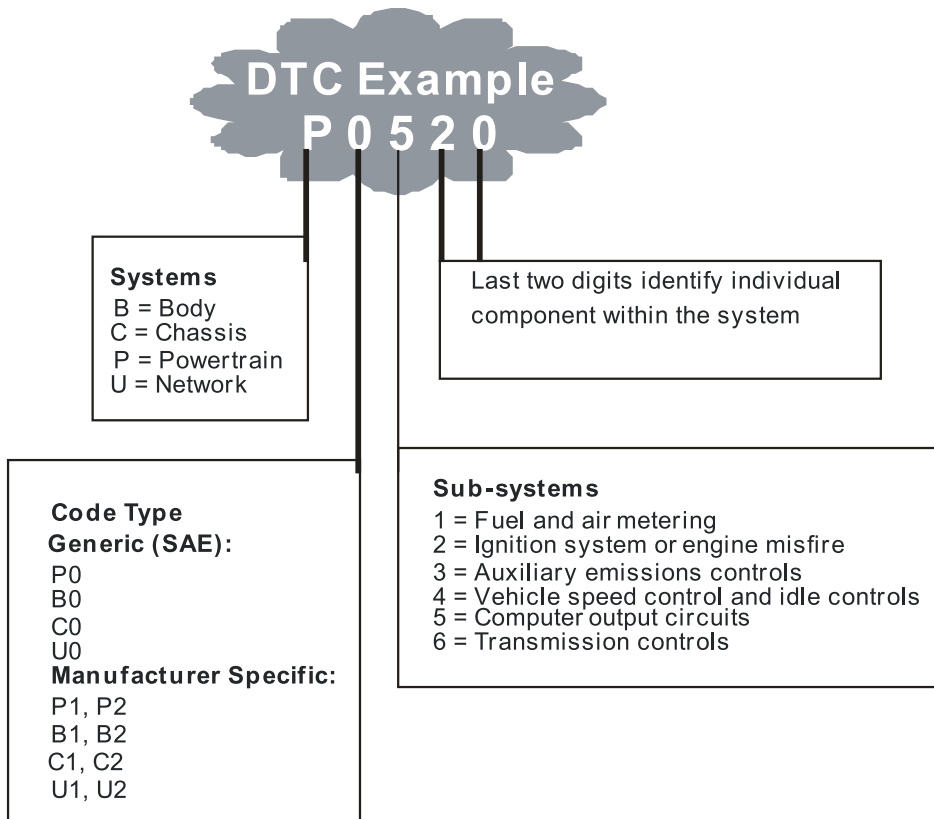 DTC Example
P 0 5 2 0
Systems
B = Body
C = Chassis
P = Powertrain
U = Network
Last two digits identify individual
component within the system
Code Type
Generic (SAE):
P0
B0
C0
U0
Manufacturer Specific:
P1, P2
B1, B2
C1, C2
U1, U2
Sub-systems
1 = Fuel and air metering
2 = Ignition system or engine misfire
3 = Auxiliary emissions controls
4 = Vehicle speed control and idle controls
5 = Computer output circuits
6 = Transmission controls